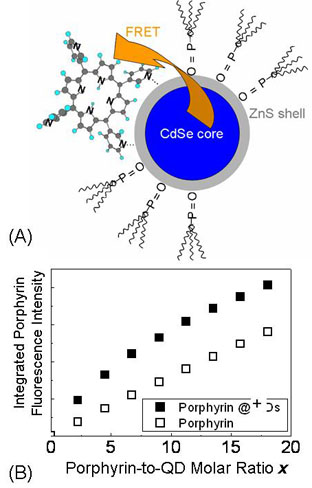 FRET
N
N
N
N
N
N
N
N
O=P
O=P
O=P
ZnS shell
CdSe core
P=O
P=O
P=O
(A)
Integrated Porphyrin
Fluorescence Intensity
Porphyrin @
Porphyrin
0 5 10 15 20
(B)
Porphyrin-to-QD Molar Ratio x